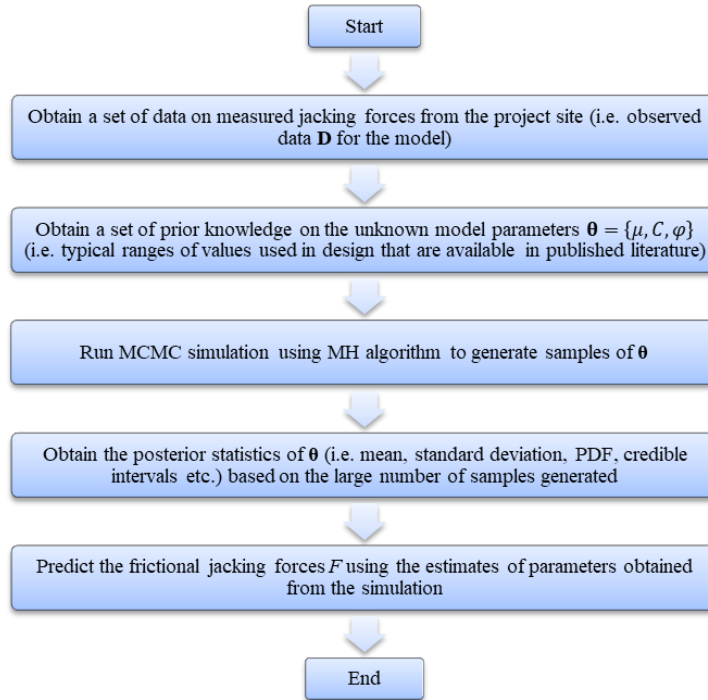 Start
Obtain a set of data on measured jacking forces from the project site (i.e. observed
data D for the model)
Obtain a set of prior knowledge on the unknown model parameters θ = {μ, C, φ}
(i.e. typical ranges of values used in design that are available in published literature)
Run MCMC simulation using MH algorithm to generate samples of θ
Obtain the posterior statistics of θ (i.e. mean, standard deviation, PDF, credible
intervals etc.) based on the large number of samples generated
Predict the frictional jacking forces F using the estimates of parameters obtained
from the simulation
End